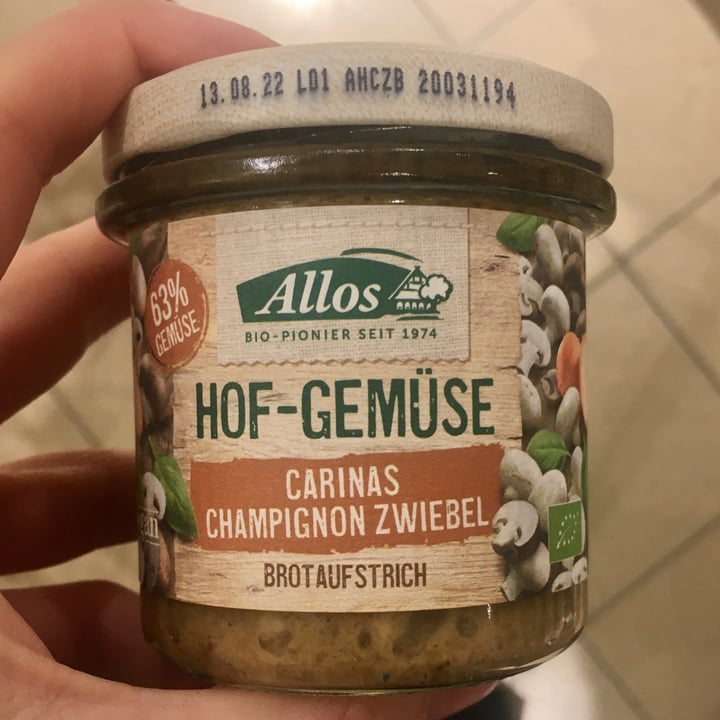 13.08.22 L01 AHCZB 20031194
63%
GEMÜSE
Allos
BIO-PIONIER SEIT 1974
HOF-GEMÜSE
CARINAS
CHAMPIGNON ZWIEBEL
BROTAUFSTRICH